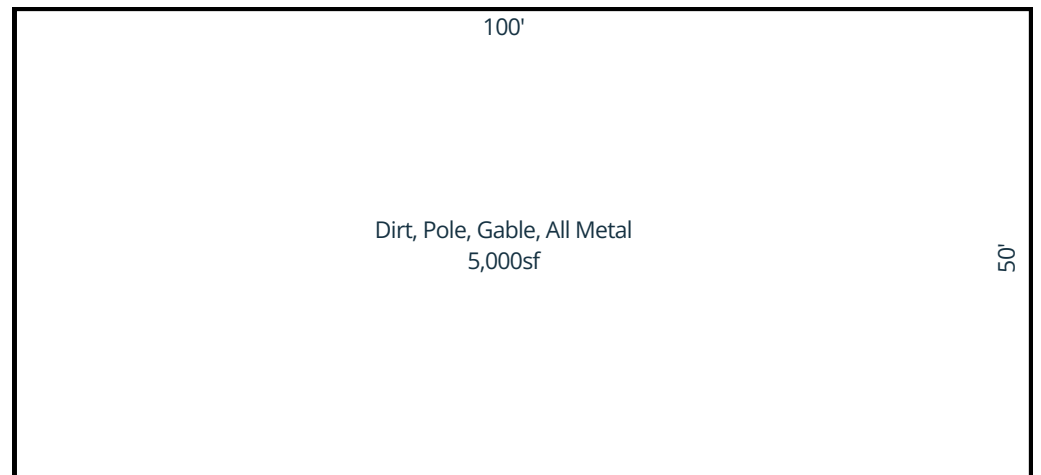 100'
Dirt, Pole, Gable, All Metal
5,000sf
50'